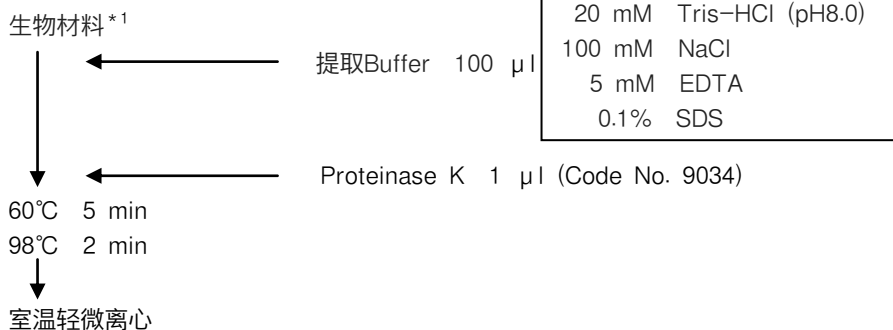 生物材料*1
提取Buffer 100 μl
20 mM Tris-HCl (pH8.0)
100 mM NaCl
5 mM EDTA
0.1% SDS
Proteinase K 1 μl (Code No. 9034)
60℃ 5 min
98℃ 2 min
室温轻微离心